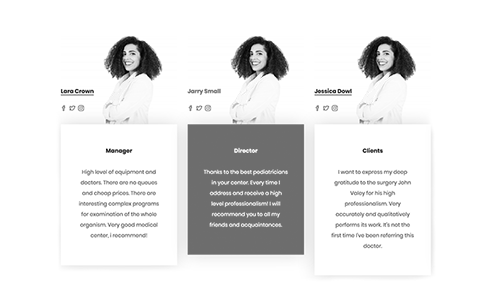 Lara Crown
Jarry Small
Jessica Dowl
Manager
High level of equipment and
doctors. There are no queues
and cheap prices. There are
interesting complex programs
for examination of the whole
organism. Very good medical
center, I recommend!
Director
Thanks to the best pediatricians
in your center. Every time I
address and receive a high
level professionalism! I will
recommend you to all my
friends and acquaintances.
Clients
I want to express my deep
gratitude to the surgery John
Valey for his high
professionalism. Very
accurately and qualitatively
performs its work. It's not the
first time I've been referring this
doctor.